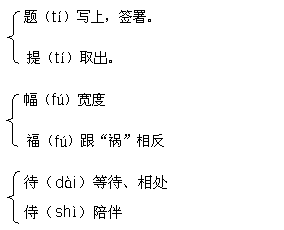 题（tí）写上，签署。
提（tí）取出。
幅（fú）宽度
福（fú）跟“祸”相反
待（dài）等待、相处
侍（shì）陪伴